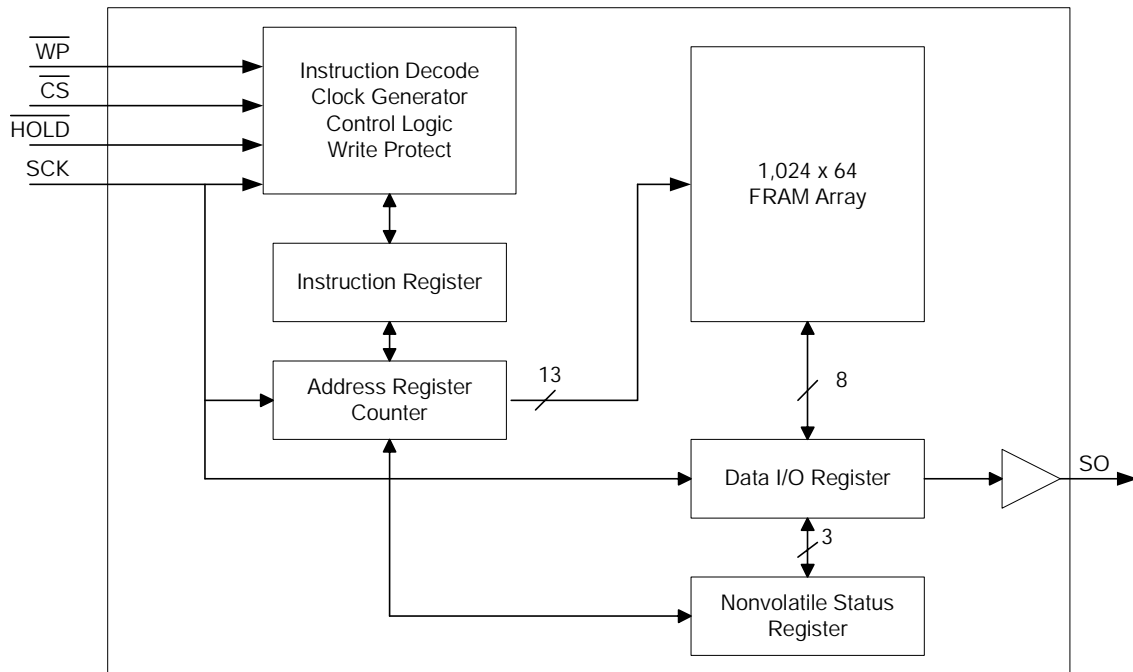 WP
CS
HOLD
SCK
Instruction Decode
Clock Generator
Control Logic
Write Protect
1,024 x 64
FRAM Array
Instruction Register
Address Register
Counter
13
8
Data I/O Register
SO
3
Nonvolatile Status
Register